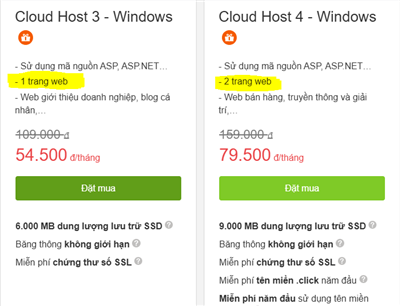 Cloud Host 3 - Windows
- Sử dụng mã nguồn ASP, ASP.NET…
- 1 trang web
- Web giới thiệu doanh nghiệp, blog cá
nhân,…
109.000 đ
54.500 đ/tháng
Đặt mua
6.000 MB dung lượng lưu trữ SSD ?
Băng thông không giới hạn ?
Miễn phí chứng thư số SSL ?
Cloud Host 4 - Windows
- Sử dụng mã nguồn ASP, ASP.NET…
- 2 trang web
- Web bán hàng, truyền thông và giải
trí,…
159.000 đ
79.500 đ/tháng
Đặt mua
9.000 MB dung lượng lưu trữ SSD ?
Băng thông không giới hạn ?
Miễn phí chứng thư số SSL ?
Miễn phí tên miền .click năm đầu ?
Miễn phí năm đầu sử dụng tên miền